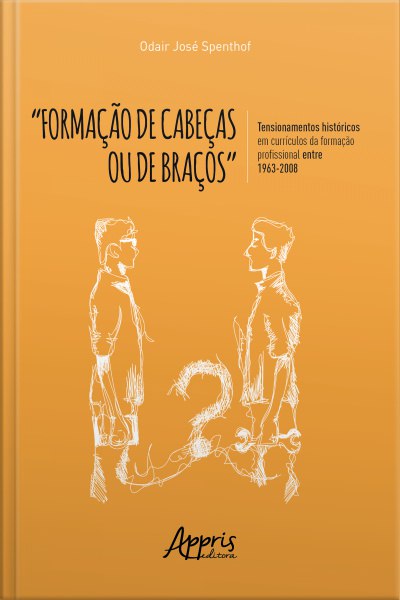 Odair José Spenthof
“FORMAÇÃO DE CABEÇAS
OU DE BRAÇOS”
Tensionamentos históricos
em currículos da formação
profissional entre
1963-2008
Appris
editora